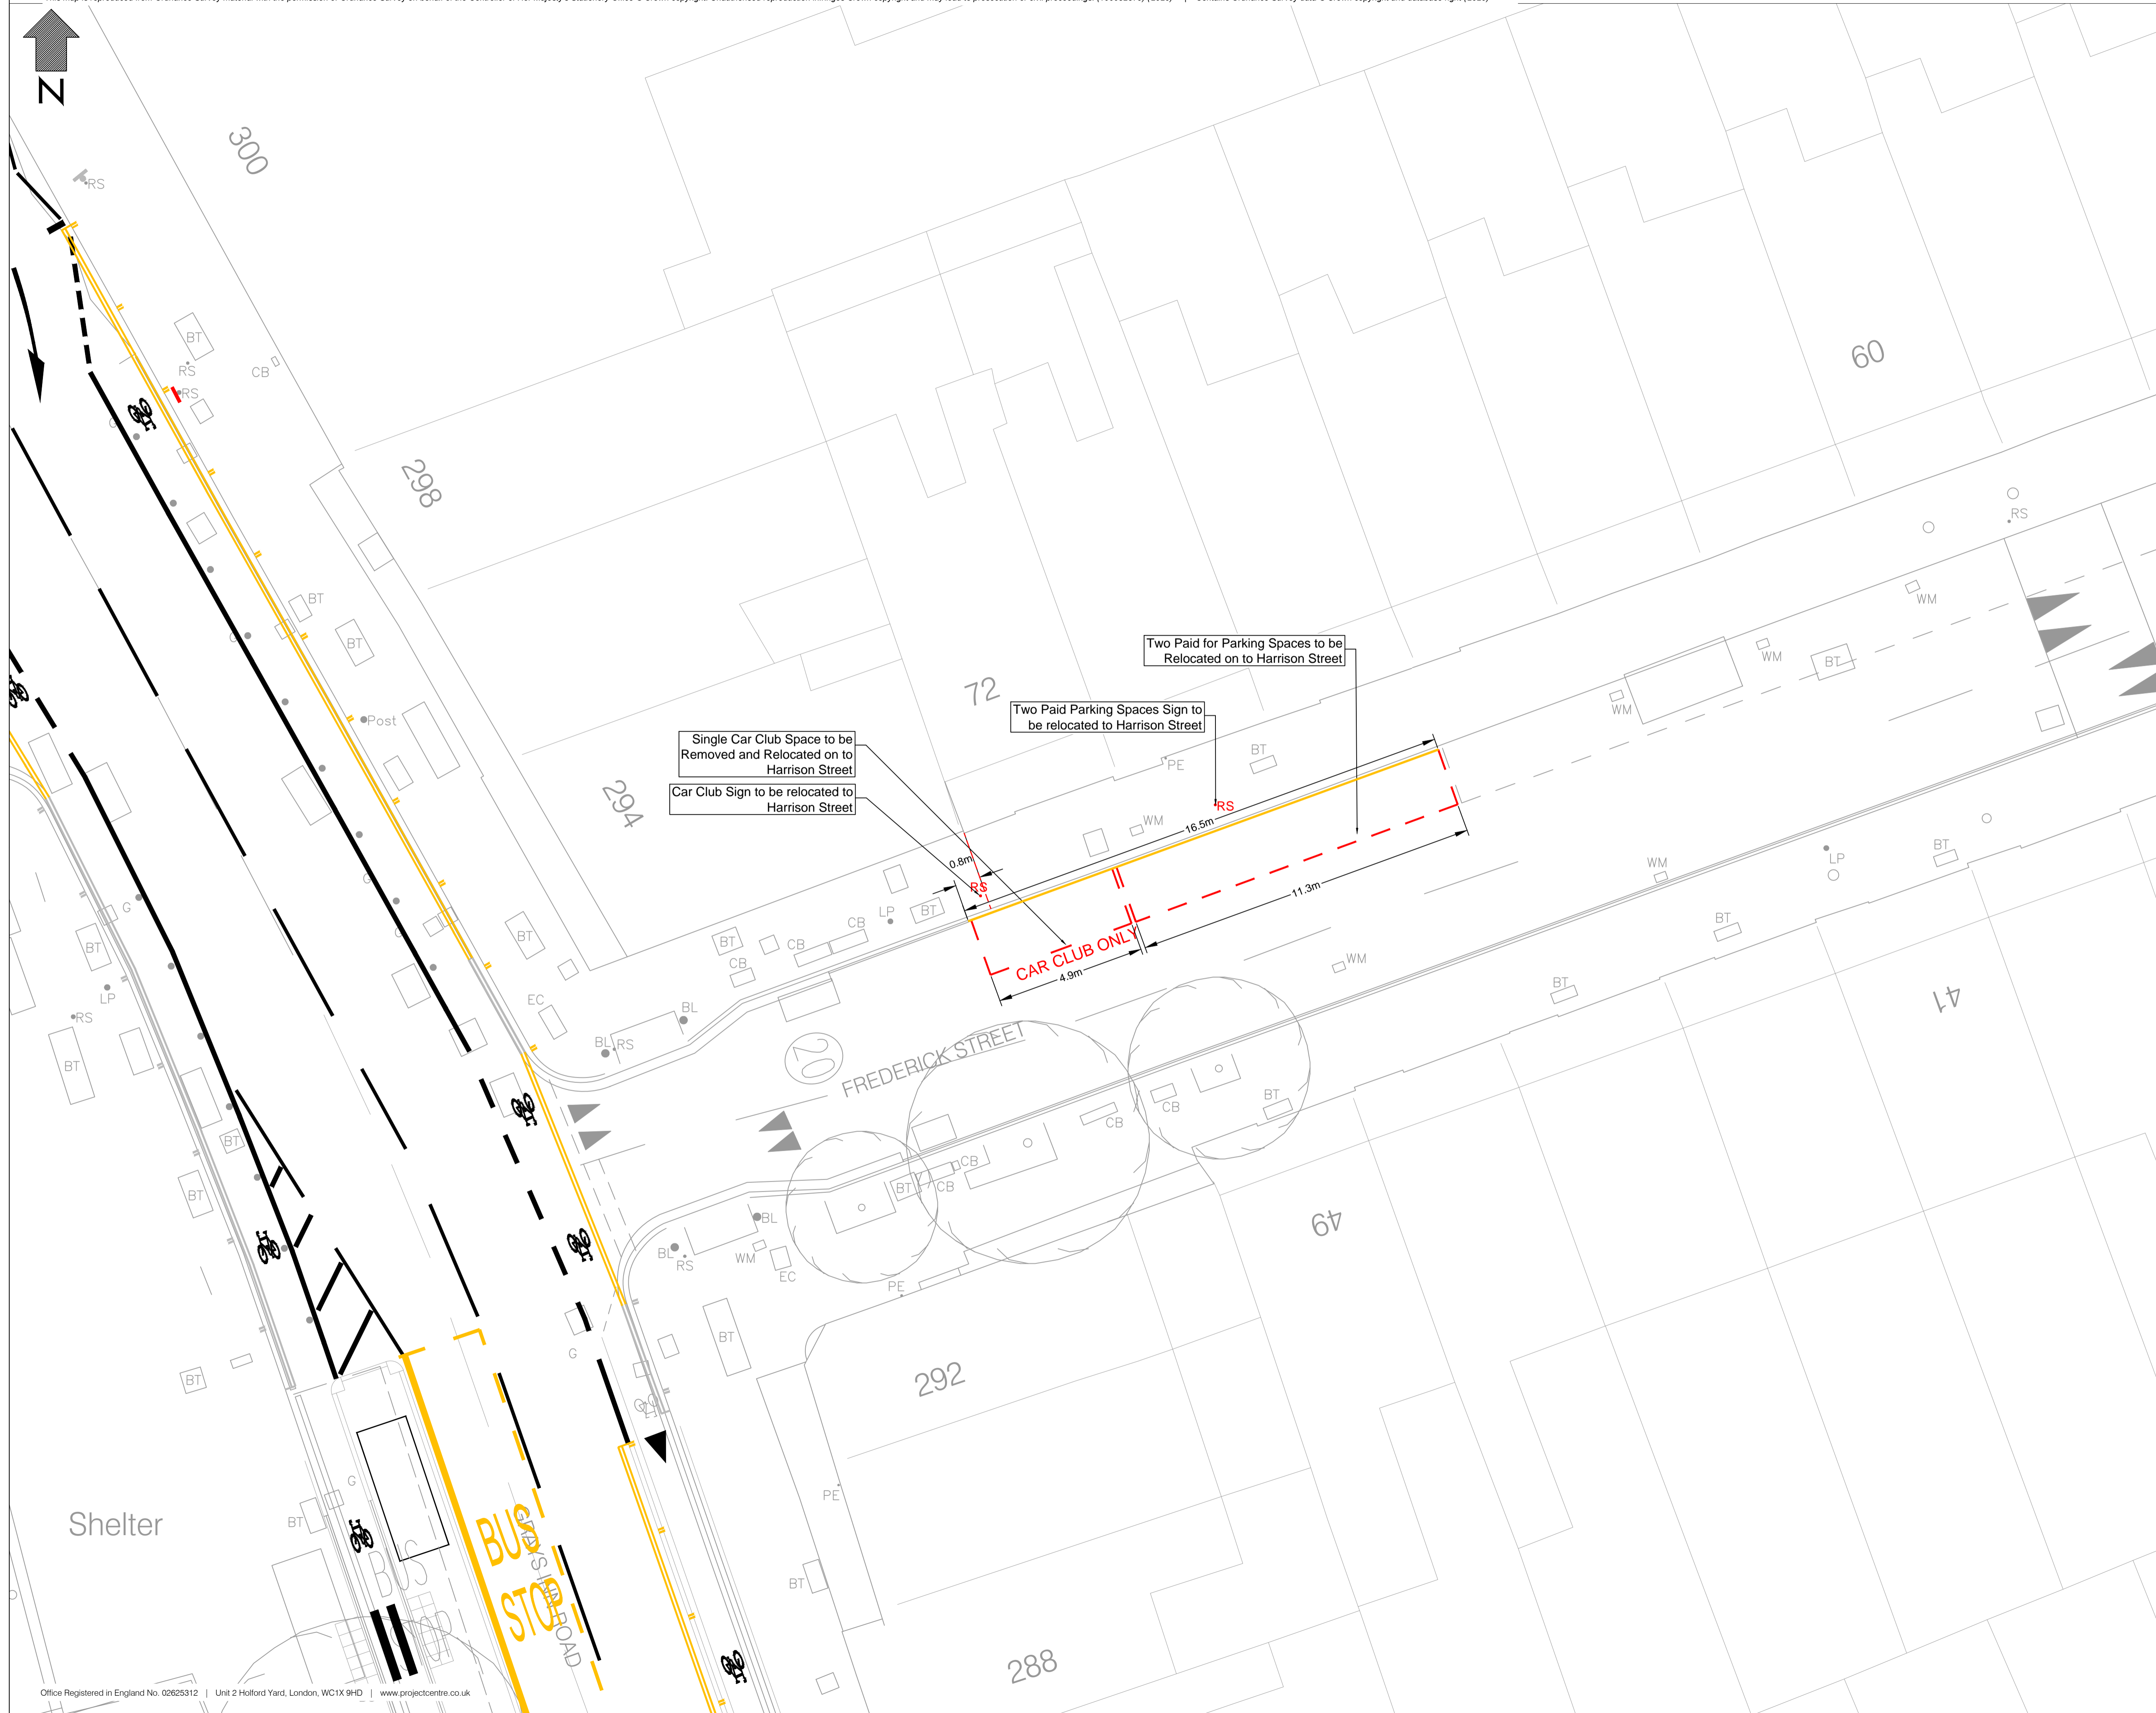 N
300
RS
BT
RS
RS
CB
G
298
60
RS
BT
G
BT
Post
WM
WM
BT
WM
Two Paid for Parking Spaces to be
Relocated on to Harrison Street
72
Two Paid Parking Spaces Sign to
be relocated to Harrison Street
Single Car Club Space to be
Removed and Relocated on to
Harrison Street
Car Club Sign to be relocated to
Harrison Street
294
PE
BT
RS
WM
16.5m
0.8m
RS
11.3m
CAR CLUB ONLY
4.9m
LP
BT
CB
CB
BT
CB
G
G
G
BT
BT
LP
RS
BT
EC
BL
BL
RS
20
FREDERICK STREET
WM
BT
LP
WM
BT
WM
BT
41
BT
CB
CB
CB
BT
CB
BT
BT
BL
BL
RS
WM
EC
PE
49
BT
G
BT
292
PE
G
BT
Shelter
BUS
STOP
BUS
STOP
GRAYS INN ROAD
BT
288
Office Registered in England No. 02625312 | Unit 2 Holford Yard, London, WC1X 9HD | www.projectcentre.co.uk